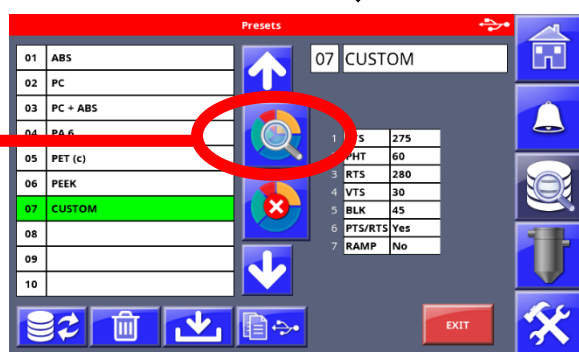 Presets
01 ABS
02 PC
03 PC + ABS
04 PA 6
05 PET (c)
06 PEEK
07 CUSTOM
08
09
10
07 CUSTOM
1 275
PHT 60
3 RTS 280
4 VTS 30
5 BLK 45
6 PTS/RTS Yes
7 RAMP No
EXIT